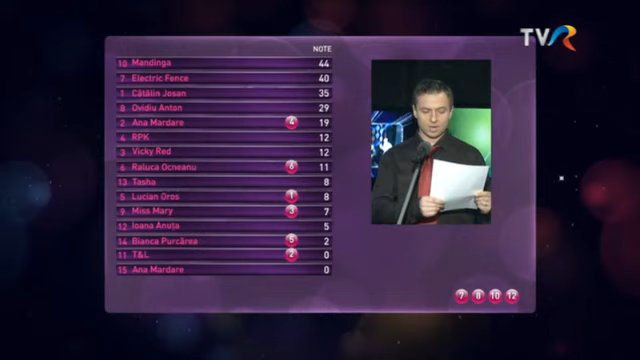 TVR
NOTE
10 Mandinga 44
7 Electric Fence 40
1 Cătălin Josan 35
8 Ovidiu Anton 29
2 Ana Mardare 4 19
4 RPK 12
3 Vicky Red 12
6 Raluca Ocneanu 6 11
13 Tasha 8
5 Lucian Oros 1 8
9 Miss Mary 3 7
12 Ioana Anuța 5
14 Bianca Purcărea 5 2
11 T&L 2 0
15 Ana Mardare 0
7 8 10 12